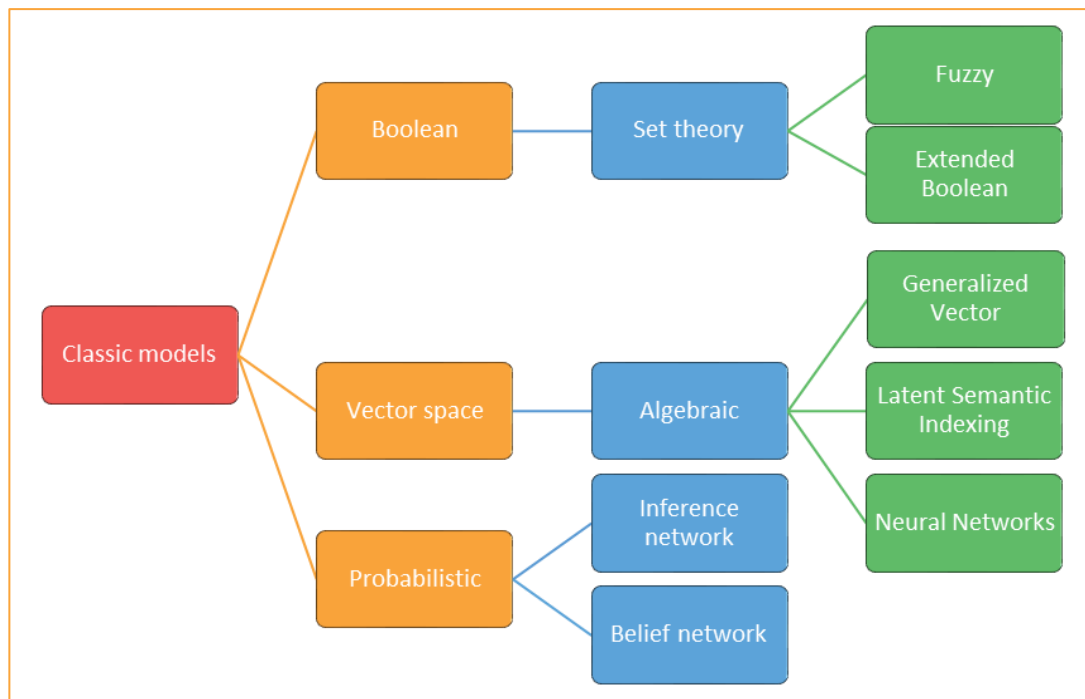 Classic models
Boolean
Set theory
Fuzzy
Extended
Boolean
Vector space
Algebraic
Generalized
Vector
Latent Semantic
Indexing
Neural Networks
Probabilistic
Inference
network
Belief network